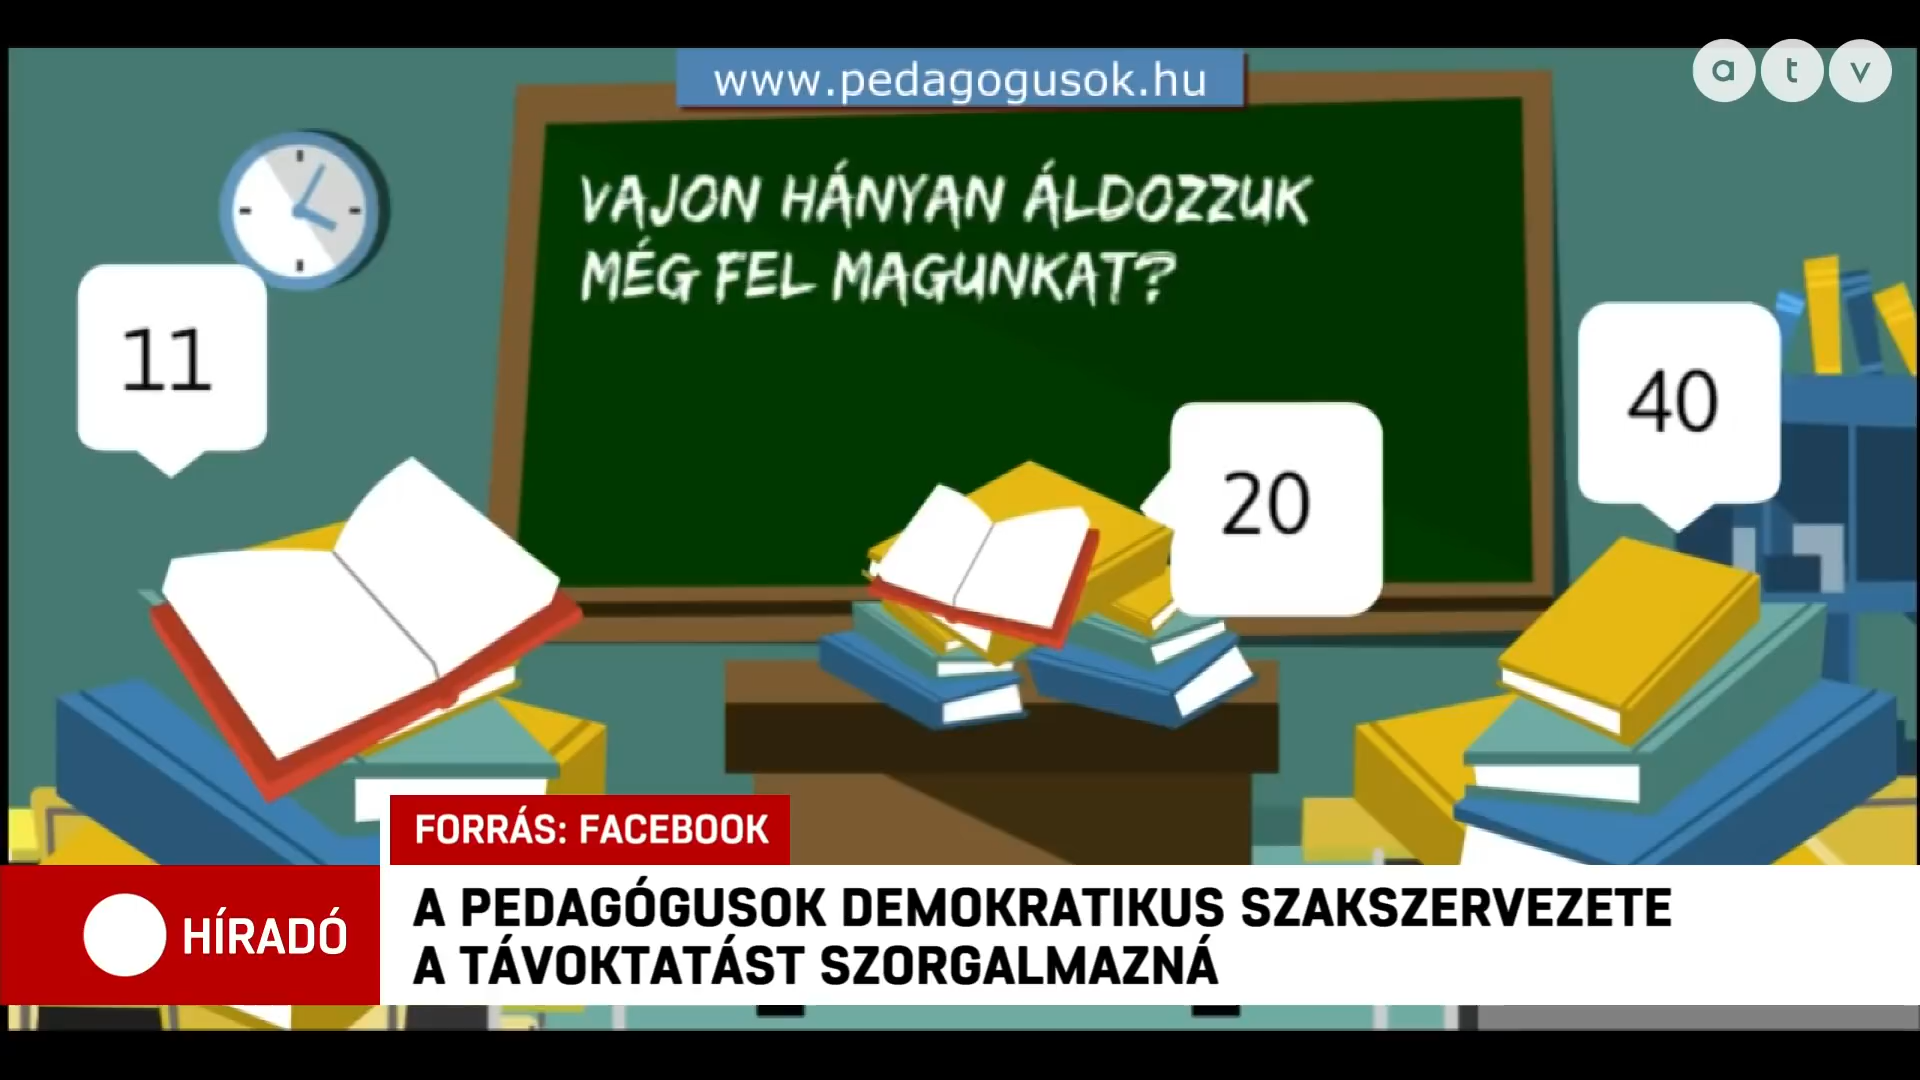 www.pedagogusok.hu
a t v
VAJON HÁNYAN ÁLDOZZUK
MÉG FEL MAGUNKAT?
11
40
20
FORRÁS: FACEBOOK
HÍRADÓ
A PEDAGÓGUSOK DEMOKRATIKUS SZAKSZERVEZETE
A TÁVOKTATÁST SZORGALMAZNÁ